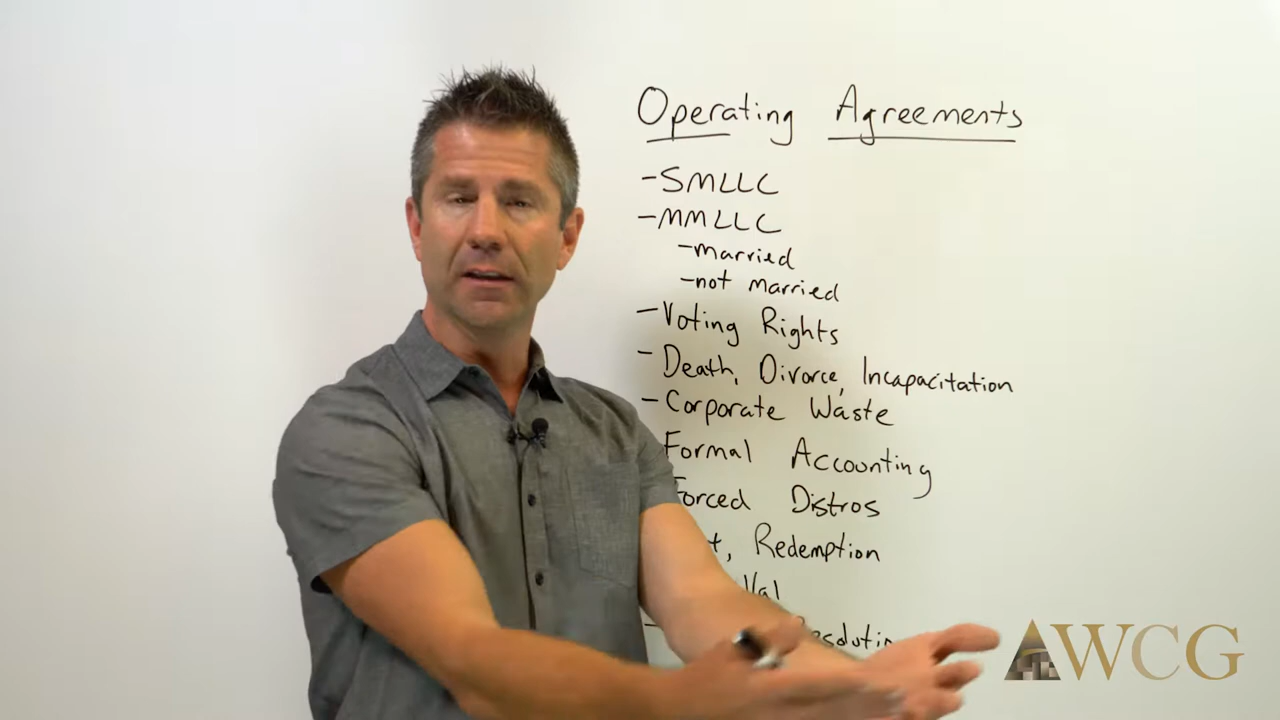 Operating Agreements
-SMLLC
-MMLLC
-married
-not married
-Voting Rights
-Death, Divorce, Incapacitation
-Corporate Waste
Formal Accounting
Forced Distros
Redemption
AWCG